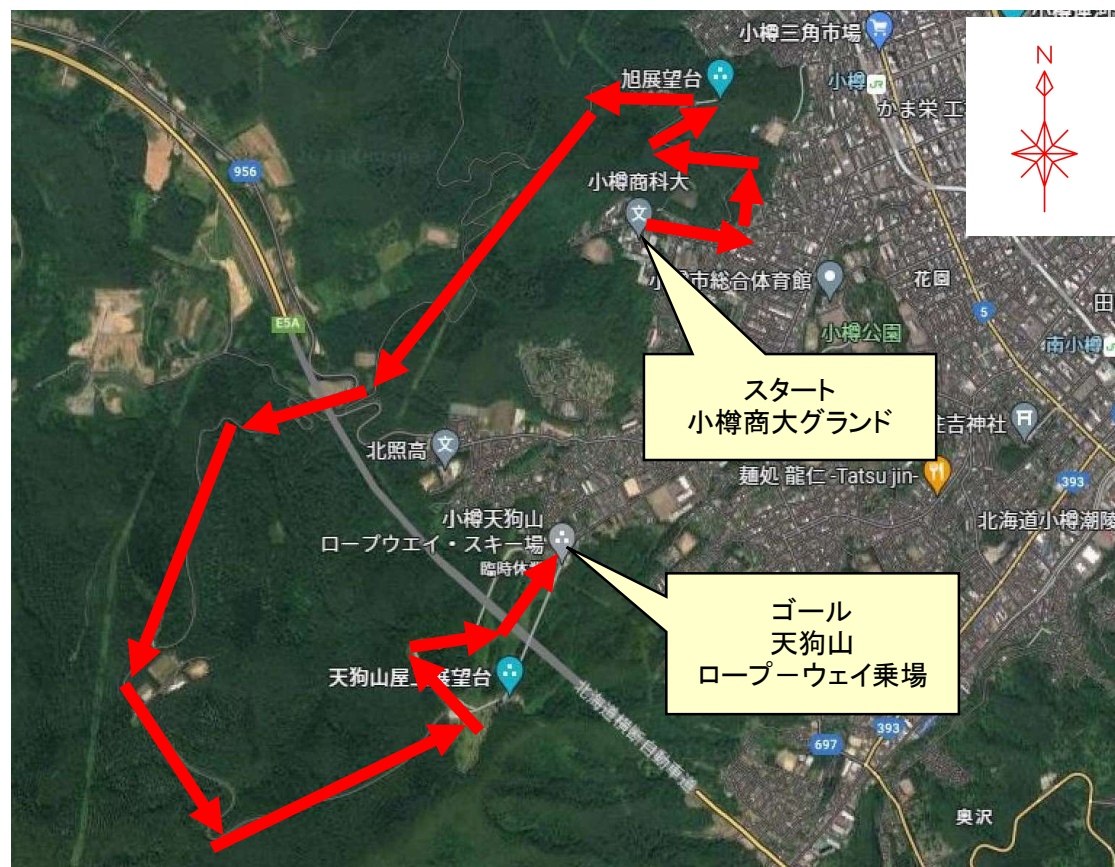 小樽三角市場
旭展望台
小樽
JR
かま栄 工
N
956
小樽商科大
文
小樽市総合体育館
花園
5
田
E5A
小樽公園
南小樽
スタート
小樽商大グランド
住吉神社
北照高
文
麺処 龍仁 -Tatsu jin-
393
小樽天狗山
ロープウエイ・スキー場
臨時休業
北海道小樽潮陵
ゴール
天狗山
ロープーウェイ乗場
天狗山屋上展望台
北海道横断自動車道
697
393
奥沢